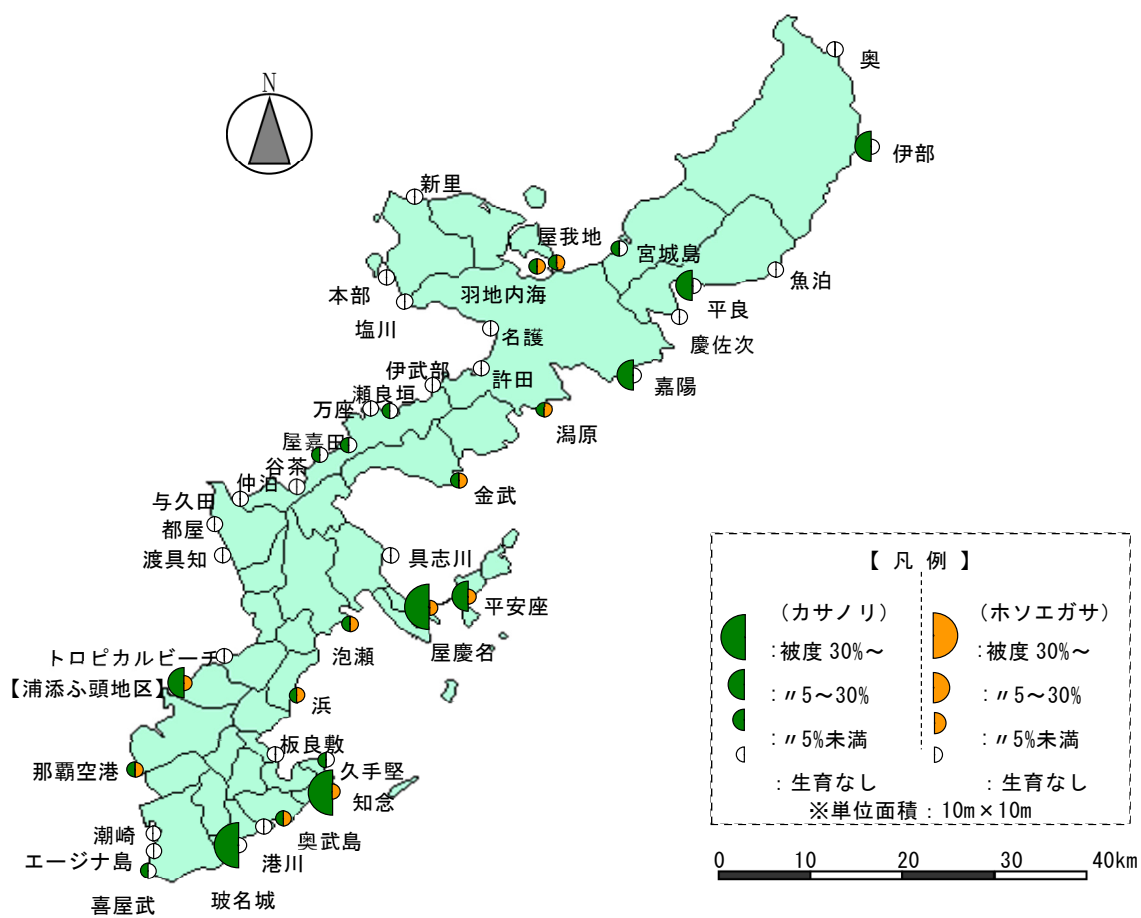 N
奥
伊部
新里
屋我地
宮城島
魚泊
本部
羽地内海
平良
塩川
名護
慶佐次
伊武部
許田
嘉陽
瀬良垣
万座
潟原
屋嘉田
谷茶
仲泊
金武
与久田
都屋
渡具知
具志川
平安座
屋慶名
泡瀬
トロピカルビーチ
【浦添ふ頭地区】
浜
板良敷
那覇空港
久手堅
知念
潮崎
奥武島
エージナ島
港川
喜屋武
玻名城
【 凡 例 】
(カサノリ) (ホソエガサ)
:被度 30%～ :被度 30%～
:〃5～30% :〃5～30%
:〃5%未満 :〃5%未満
:生育なし :生育なし
※単位面積：10m×10m
0 10 20 30 40km